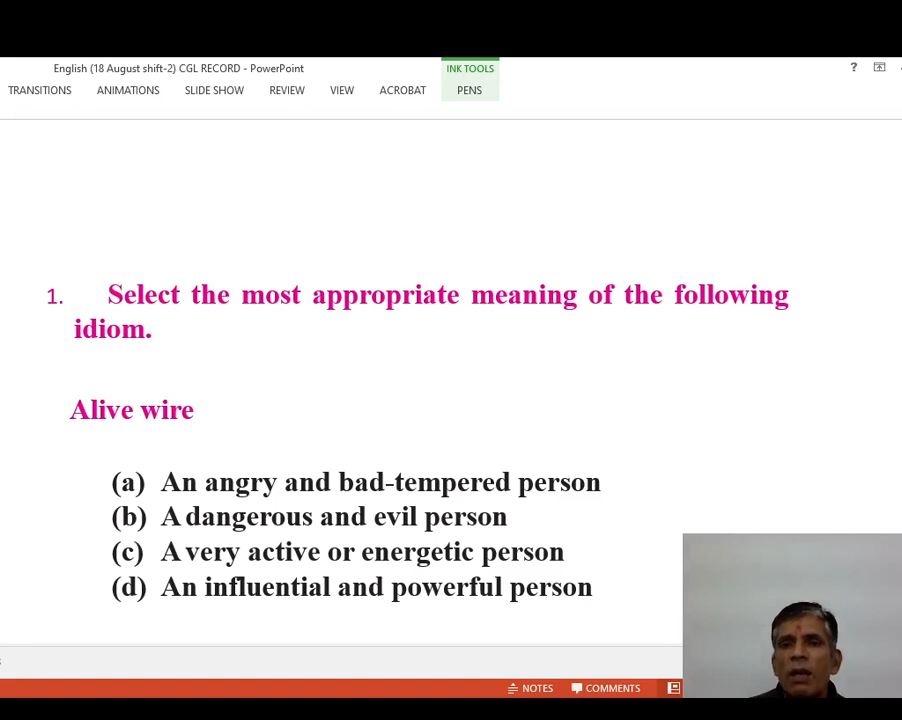 English (18 August shift-2) CGL RECORD - PowerPoint
INK TOOLS
?
TRANSITIONS ANIMATIONS SLIDE SHOW REVIEW VIEW ACROBAT PENS
1. Select the most appropriate meaning of the following
idiom.
Alive wire
(a) An angry and bad-tempered person
(b) A dangerous and evil person
(c) A very active or energetic person
(d) An influential and powerful person
NOTES COMMENTS